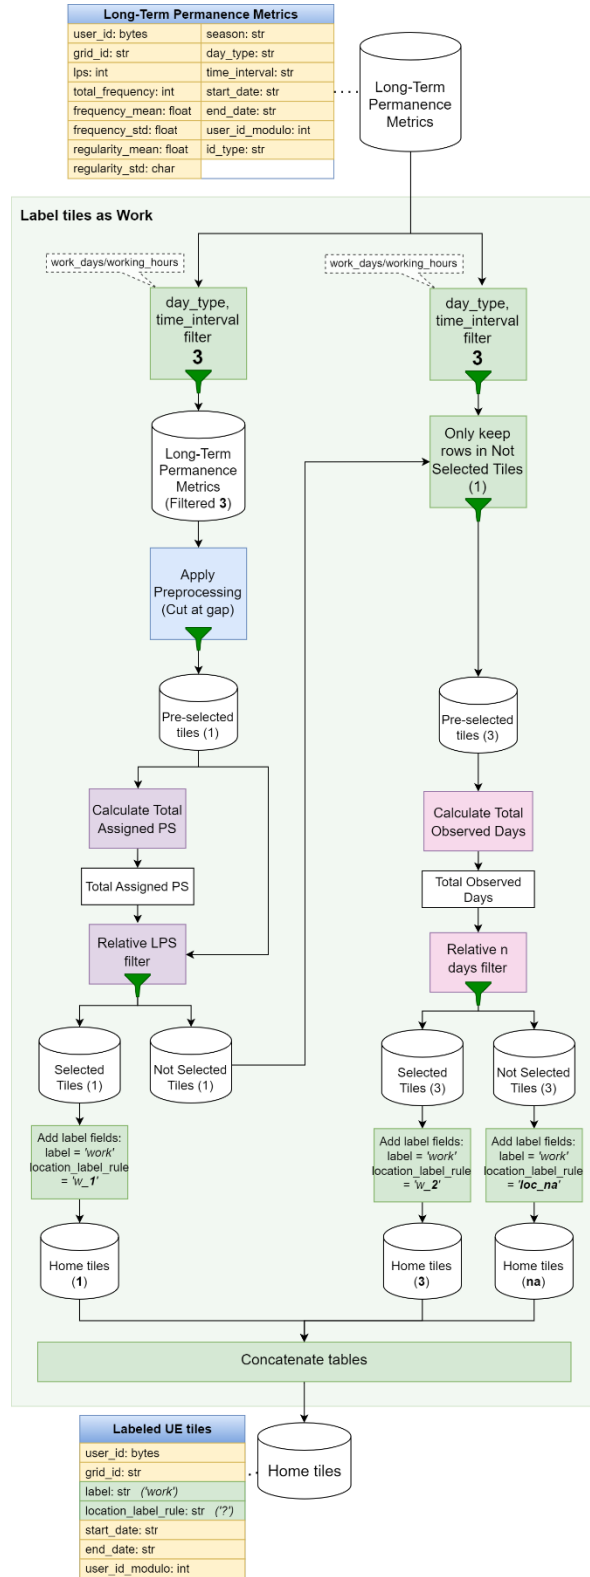 Long-Term Permanence Metrics
user_id: bytes
season: str
grid_id: str
day_type: str
lps: int
time_interval: str
total_frequency: int
start_date: str
frequency_mean: float
end_date: str
frequency_std: float
user_id_modulo: int
regularity_mean: float
id_type: str
regularity_std: char
Long-Term
Permanence
Metrics
Label tiles as Work
work_days/working_hours
work_days/working_hours
day_type,
time_interval
filter
3
day_type,
time_interval
filter
3
Long-Term
Permanence
Metrics
(Filtered 3)
Only keep
rows in Not
Selected Tiles
(1)
Apply
Preprocessing
(Cut at gap)
Pre-selected
tiles (1)
Pre-selected
tiles (3)
Calculate Total
Assigned PS
Calculate Total
Observed Days
Total Assigned PS
Total Observed
Days
Relative LPS
filter
Relative n
days filter
Selected
Tiles (1)
Not Selected
Tiles (1)
Selected
Tiles (3)
Not Selected
Tiles (3)
Add label fields:
label = 'work'
location_label_rule
= 'w_1'
Add label fields:
label = 'work'
location_label_rule
= 'w_2'
Add label fields:
label = 'work'
location_label_rule
= 'loc_na'
Home tiles
(1)
Home tiles
(3)
Home tiles
(na)
Concatenate tables
Labeled UE tiles
user_id: bytes
grid_id: str
label: str ('work')
location_label_rule: str ('?')
start_date: str
end_date: str
user_id_modulo: int
Home tiles